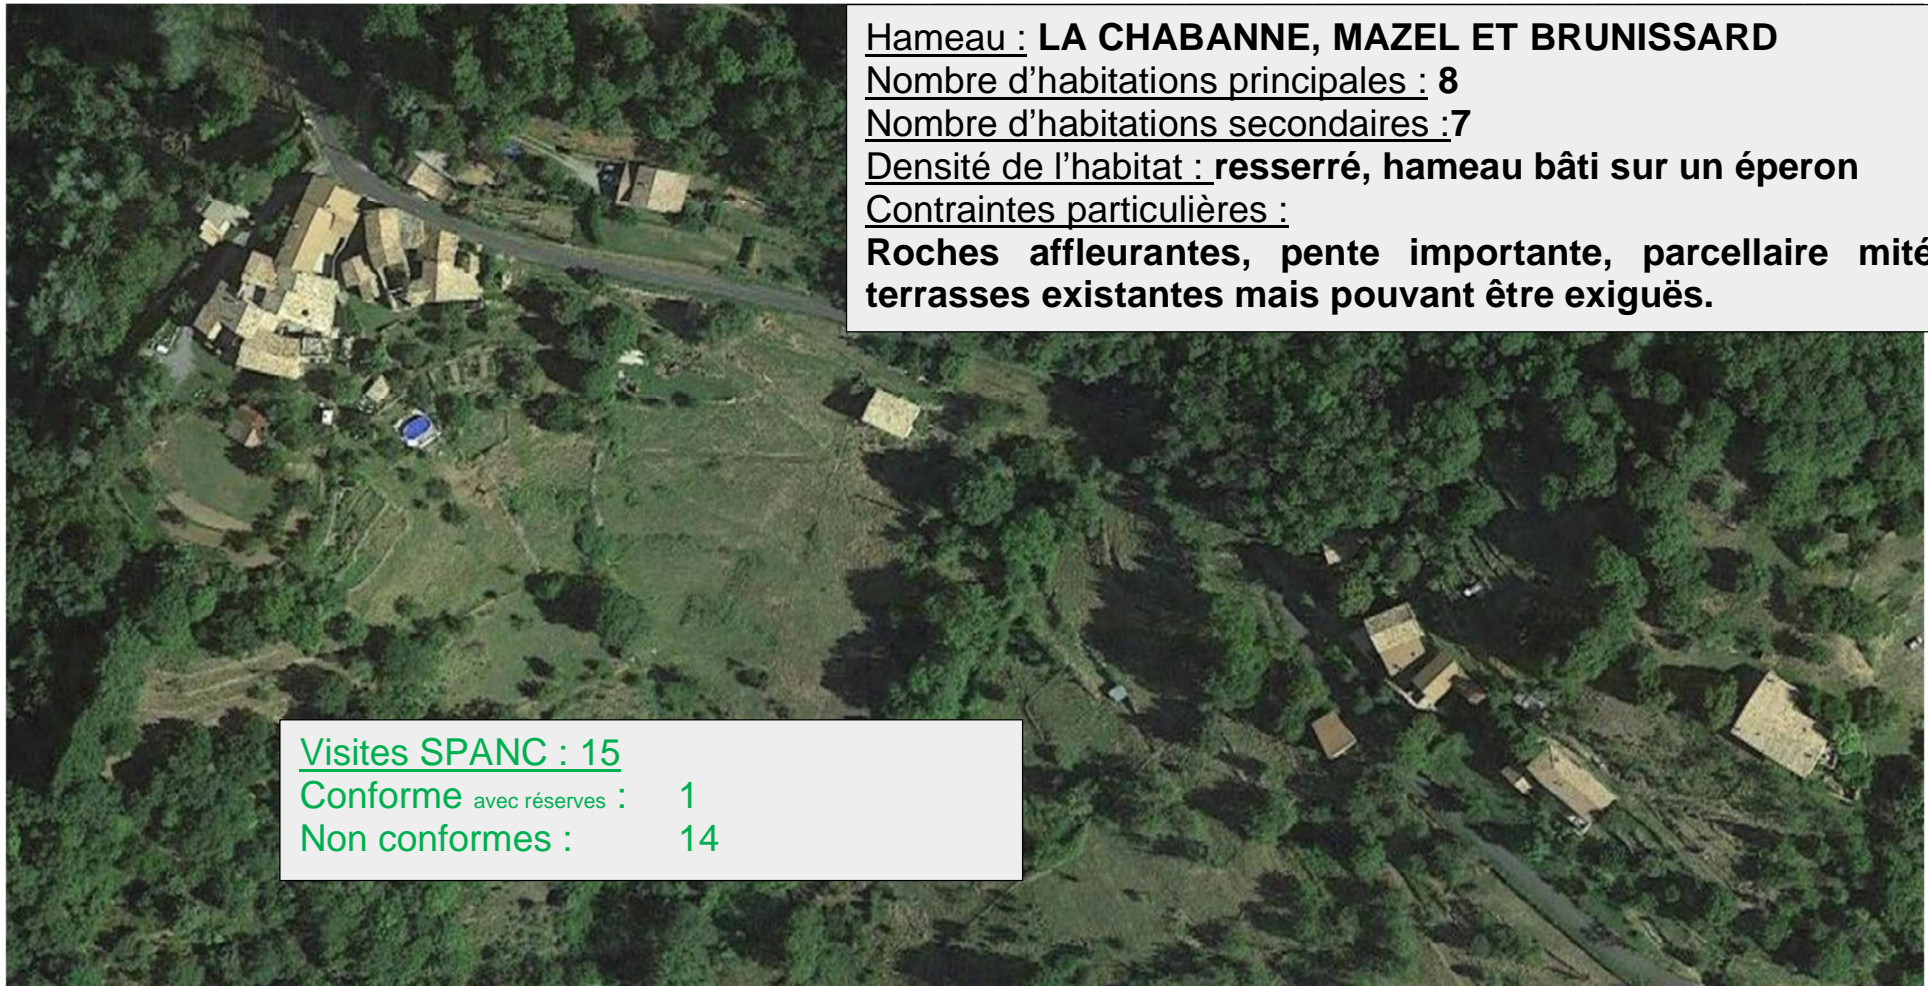 Hameau : LA CHABANNE, MAZEL ET BRUNISSARD
Nombre d'habitations principales : 8
Nombre d'habitations secondaires :7
Densité de l'habitat : resserré, hameau bâti sur un éperon
Contraintes particulières :
Roches affleurantes, pente importante, parcellaire mité
terrasses existantes mais pouvant être exiguës.
Visites SPANC : 15
Conforme avec réserves : 1
Non conformes : 14